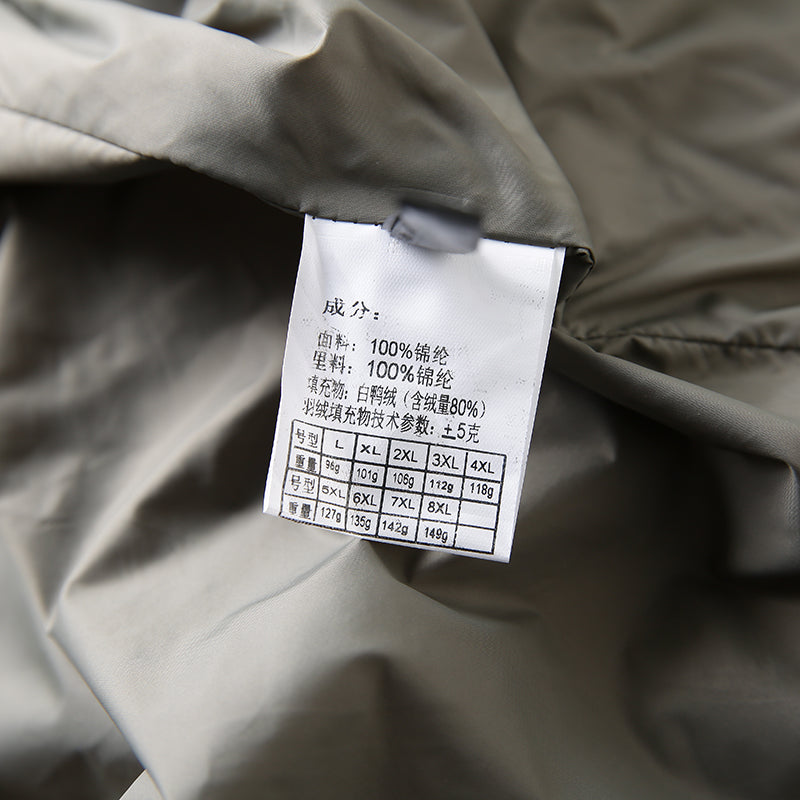 成分:
面料: 100%锦纶
里料: 100%锦纶
填充物: 白鸭绒(含绒量80%)
羽绒填充物技术参数: ±5克
号型 L XL 2XL 3XL 4XL
重量 96g 101g 106g 112g 118g
号型 5XL 6XL 7XL 8XL
重量 127g 135g 142g 149g